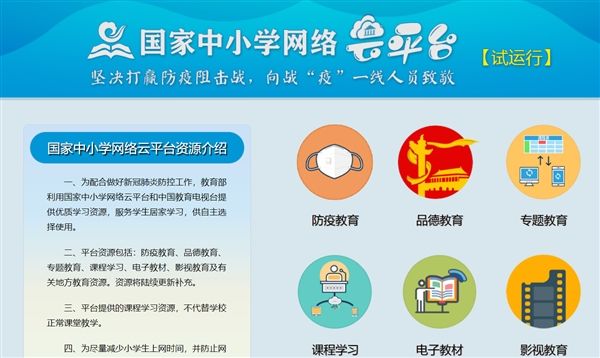 国家中小学网络云平台
【试运行】
坚决打赢防疫阻击战，向战“疫”一线人员致敬
国家中小学网络云平台资源介绍
一、为配合做好新冠肺炎防控工作，教育部
利用国家中小学网络云平台和中国教育电视台提
供优质学习资源，服务学生居家学习，供自主选
择使用。
二、平台资源包括：防疫教育、品德教育、
专题教育、课程学习、电子教材、影视教育及有
关地方教育资源。资源将陆续更新补充。
三、平台提供的课程学习资源，不代替学校
正常课堂教学。
四、为尽量减少小学生上网时间，并防止网
防疫教育
品德教育
专题教育
课程学习
电子教材
影视教育